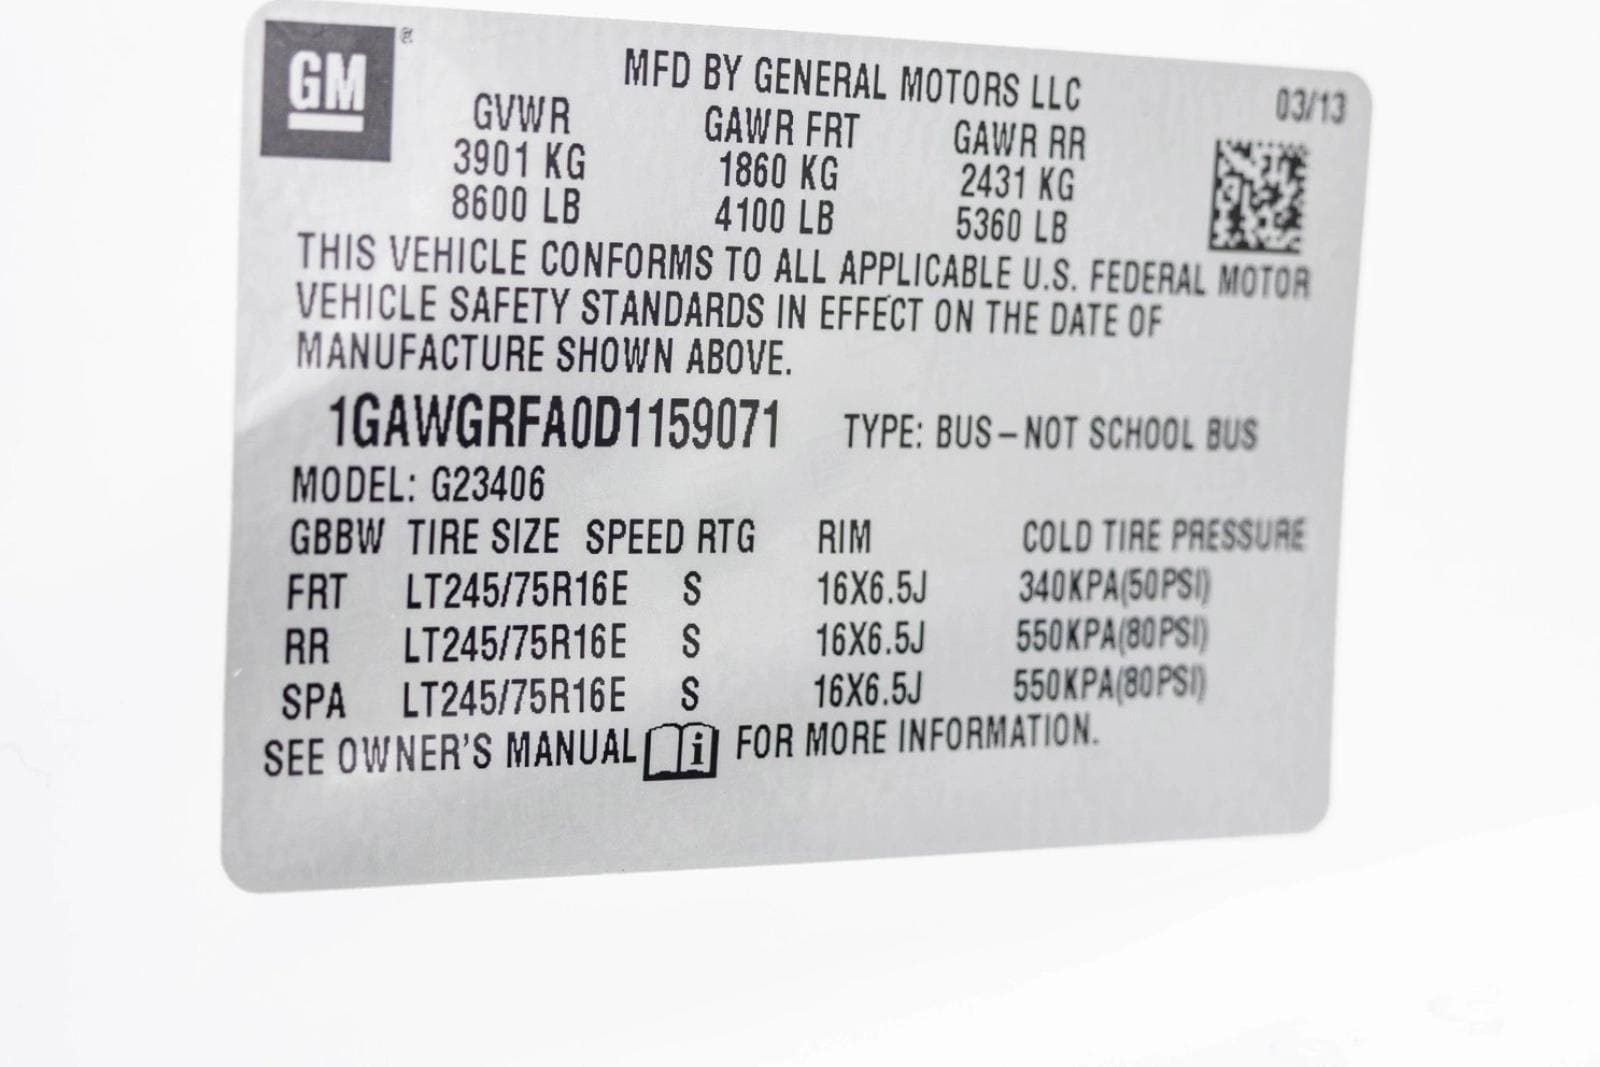 GM ®
MFD BY GENERAL MOTORS LLC 03/13
GVWR GAWR FRT GAWR RR
3901 KG 1860 KG 2431 KG
8600 LB 4100 LB 5360 LB
THIS VEHICLE CONFORMS TO ALL APPLICABLE U.S. FEDERAL MOTOR
VEHICLE SAFETY STANDARDS IN EFFECT ON THE DATE OF
MANUFACTURE SHOWN ABOVE.
1GAWGRFA0D1159071 TYPE: BUS – NOT SCHOOL BUS
MODEL: G23406
GBBW TIRE SIZE SPEED RTG RIM COLD TIRE PRESSURE
FRT LT245/75R16E S 16X6.5J 340KPA(50PSI)
RR LT245/75R16E S 16X6.5J 550KPA(80PSI)
SPA LT245/75R16E S 16X6.5J 550KPA(80PSI)
SEE OWNER'S MANUAL i FOR MORE INFORMATION.